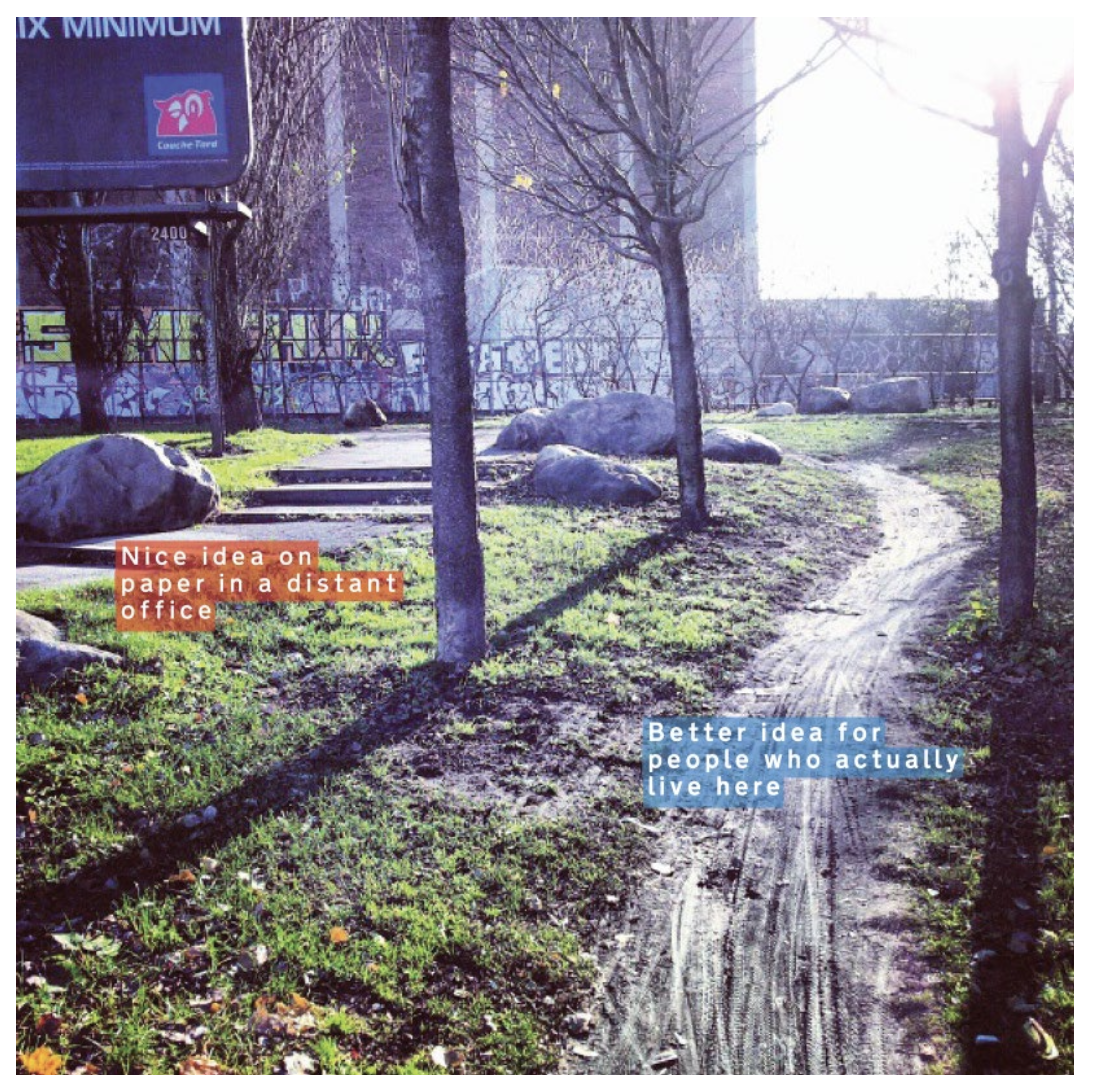 IX MINIMUM
Couche-Tard
2400
Nice idea on
paper in a distant
office
Better idea for
people who actually
live here